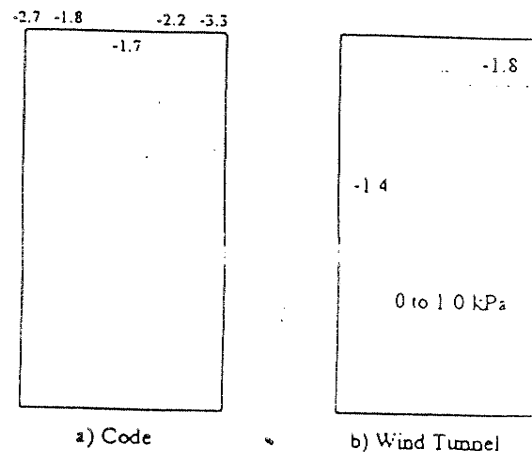 -2.7 -1.8 -2.2 -3.3
-1.7
-1.8
-1 4
0 to 1 0 kPa
a) Code
b) Wind Tunnel